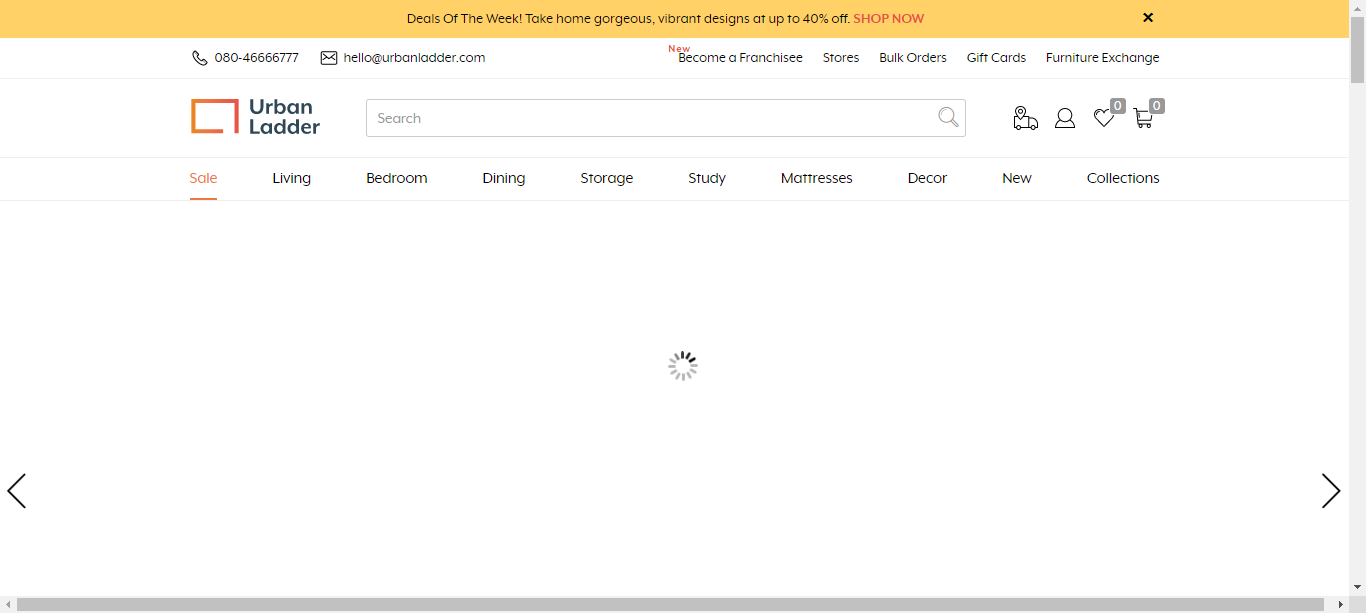 Deals Of The Week! Take home gorgeous, vibrant designs at up to 40% off. SHOP NOW
080-46666777 hello@urbanladder.com New Become a Franchisee Stores Bulk Orders Gift Cards Furniture Exchange
Urban
Ladder
Search
0
0
Sale Living Bedroom Dining Storage Study Mattresses Decor New Collections